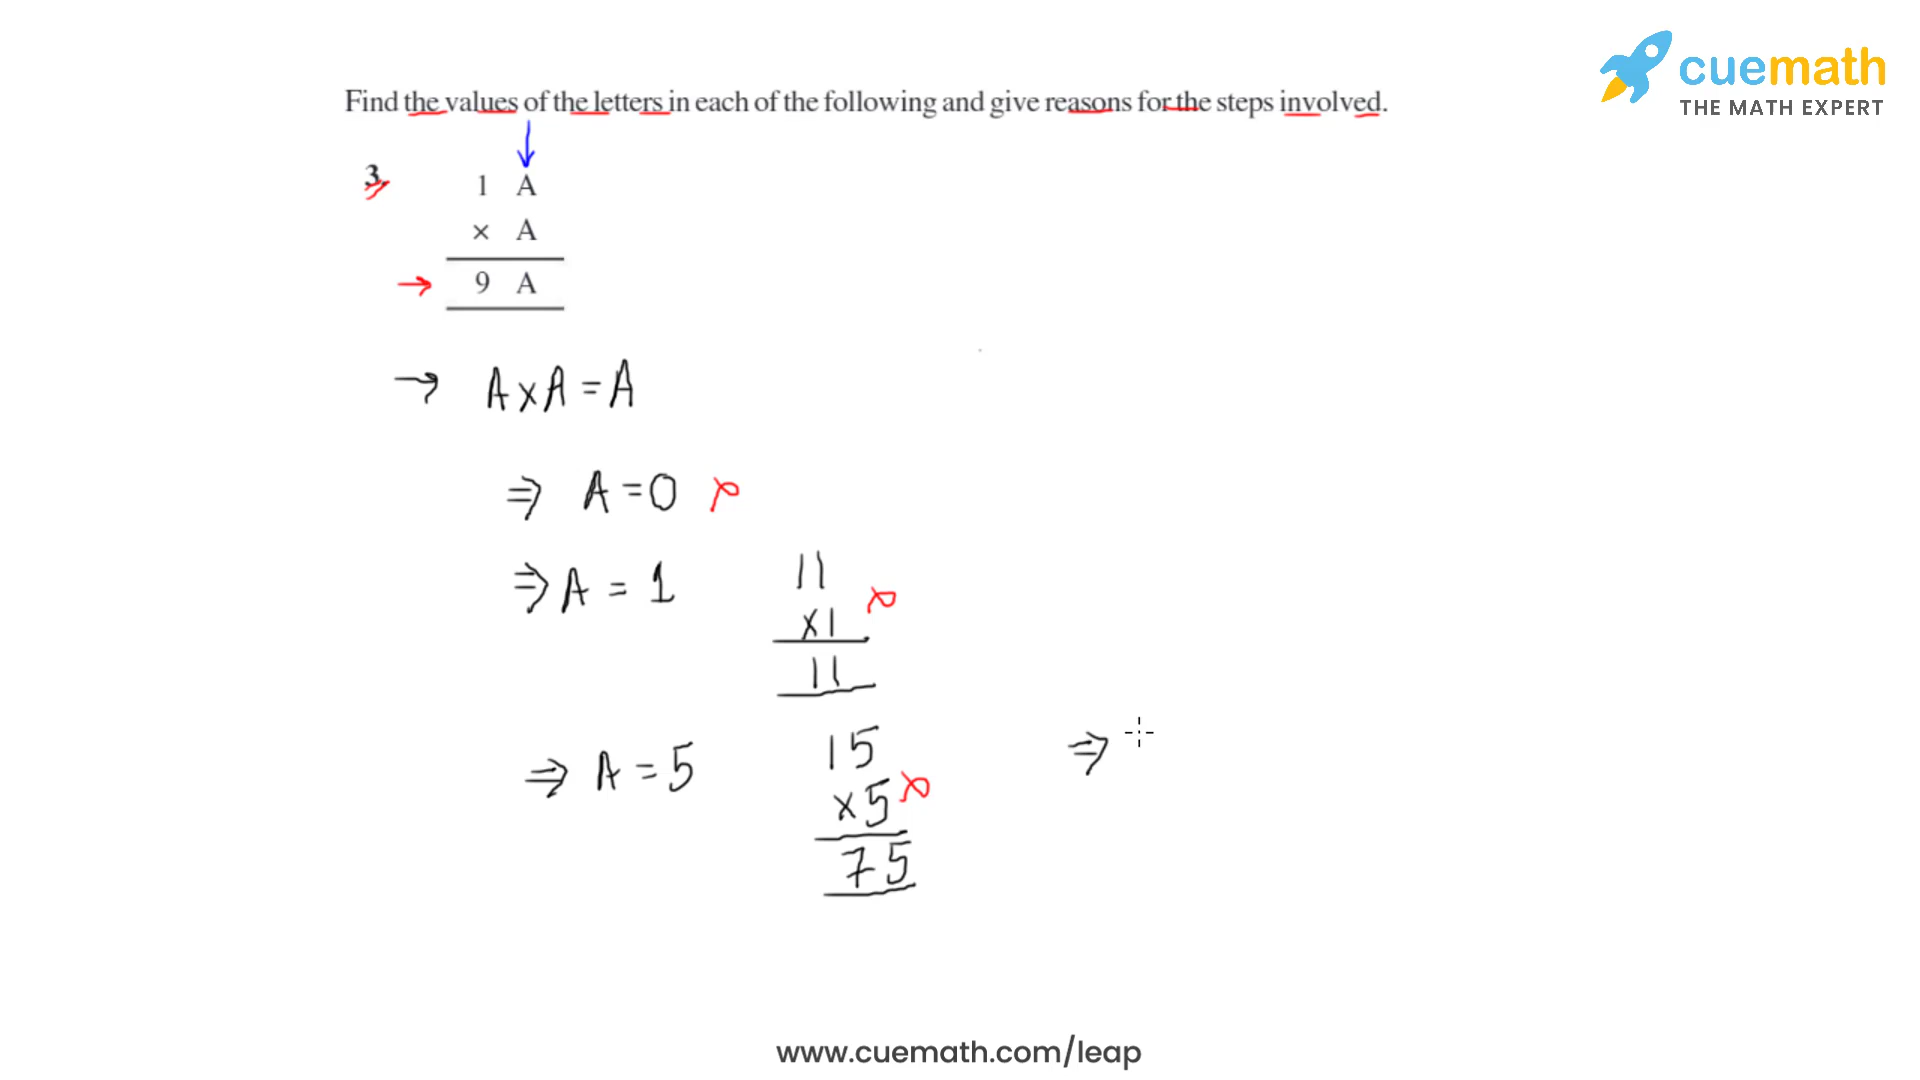 cuemath
THE MATH EXPERT
Find the values of the letters in each of the following and give reasons for the steps involved.
3.
1 A
× A
9 A
→ A×A=A
⇒ A=0 ×
⇒ A = 1
11
×1 ×
11
⇒ A=5
15
×5 ×
75
⇒
www.cuemath.com/leap